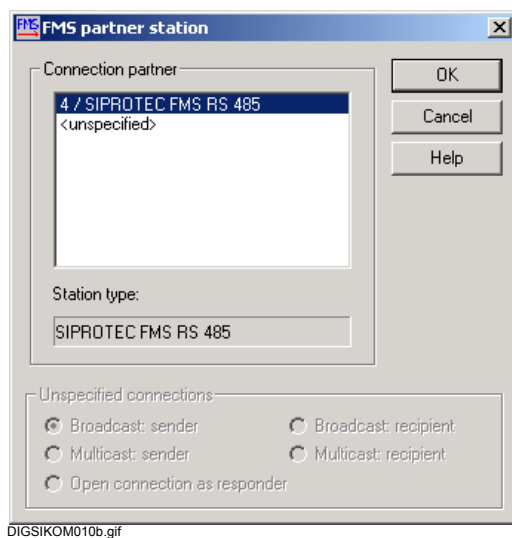 FMS FMS partner station
Connection partner
4 / SIPROTEC FMS RS 485
<unspecified>
OK
Cancel
Help
Station type:
SIPROTEC FMS RS 485
Unspecified connections
Broadcast: sender
Broadcast: recipient
Multicast: sender
Multicast: recipient
Open connection as responder
DIGSIKOM010b.gif